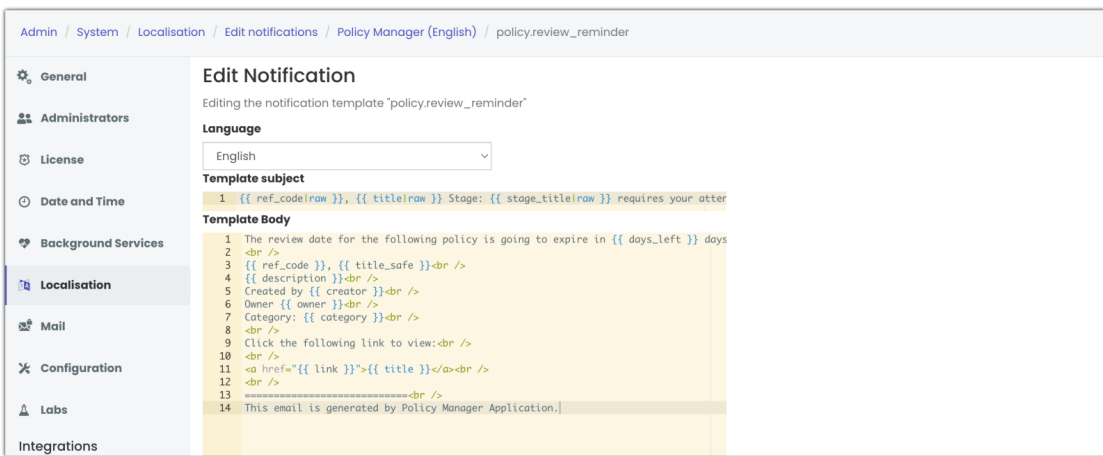 Admin / System / Localisation / Edit notifications / Policy Manager (English) / policy.review_reminder
General
Administrators
License
Date and Time
Background Services
Localisation
Mail
Configuration
Labs
Integrations
Edit Notification
Editing the notification template "policy.review_reminder"
Language
English
Template subject
1 {{ ref_code|raw }}, {{ title|raw }} Stage: {{ stage_title|raw }} requires your
Template Body
1 The review date for the following policy is going to expire in {{ days_left }} days
2 <br />
3 {{ ref_code }}, {{ title_safe }}<br />
4 {{ description }}<br />
5 Created by {{ creator }}<br />
6 Owner {{ owner }}<br />
7 Category: {{ category }}<br />
8 <br />
9 Click the following link to view:<br />
10 <br />
11 <a href="{{ link }}">{{ title }}</a><br />
12 <br />
13 ============================<br />
14 This email is generated by Policy Manager Application.